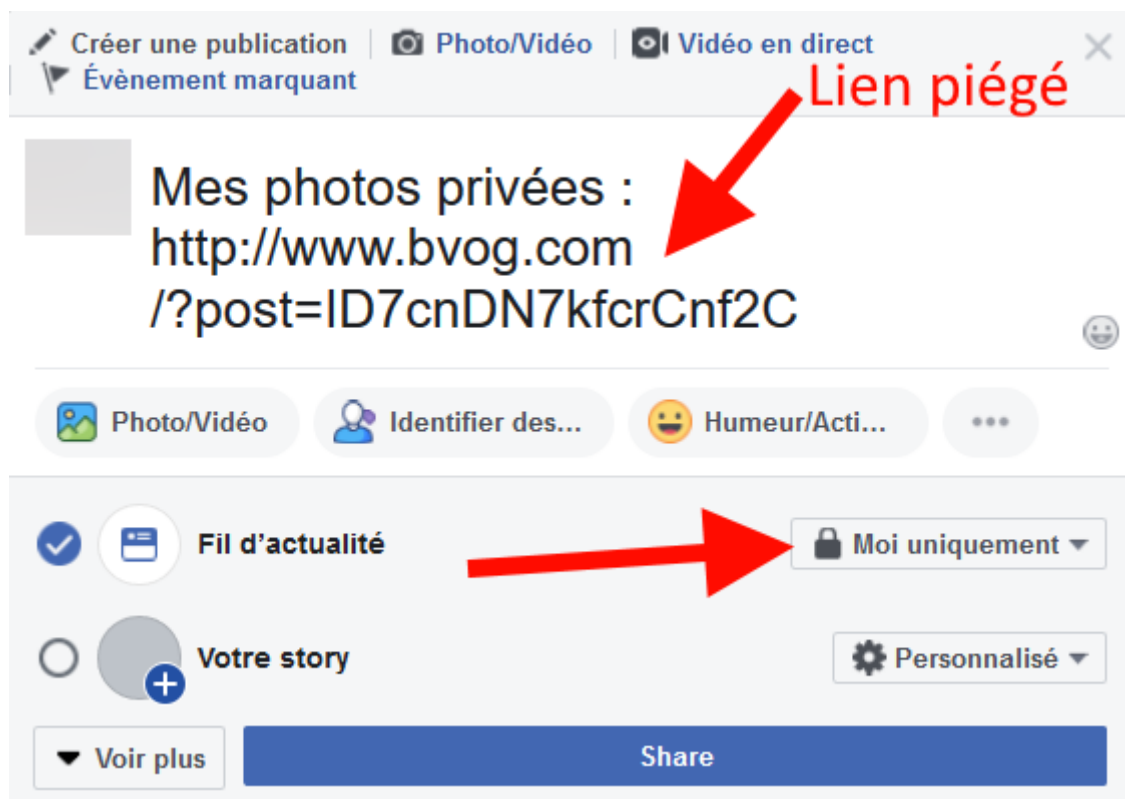 Créer une publication Photo/Vidéo Vidéo en direct
Évènement marquant
Lien piégé
Mes photos privées :
http://www.bvog.com
/?post=ID7cnDN7kfcrCnf2C
Photo/Vidéo Identifier des... Humeur/Acti...
Fil d'actualité Moi uniquement
Votre story Personnalisé
Voir plus Share